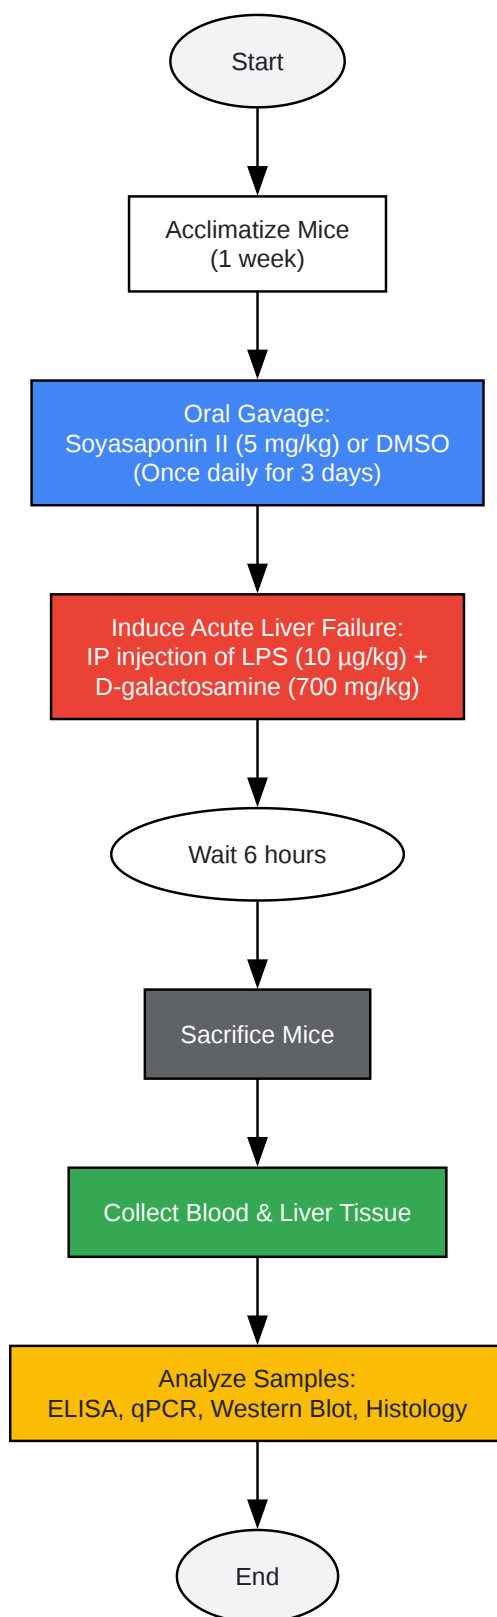 Start
Acclimatize Mice
(1 week)
Oral Gavage:
Soyasaponin II (5 mg/kg) or DMSO
(Once daily for 3 days)
Induce Acute Liver Failure:
IP injection of LPS (10 µg/kg) +
D-galactosamine (700 mg/kg)
Wait 6 hours
Sacrifice Mice
Collect Blood & Liver Tissue
Analyze Samples:
ELISA, qPCR, Western Blot, Histology
End